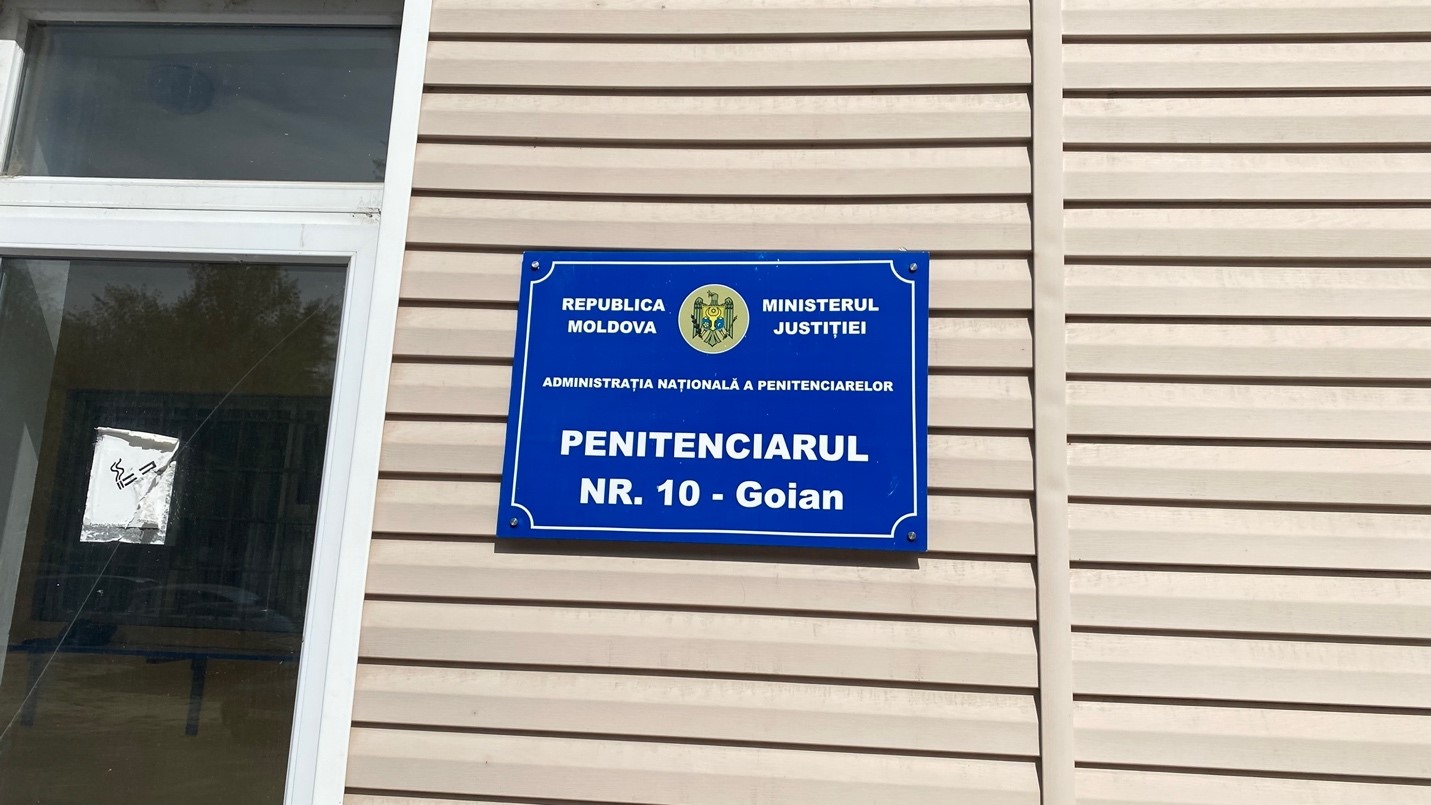 REPUBLICA MOLDOVA
MINISTERUL JUSTIȚIEI
ADMINISTRAȚIA NAȚIONALĂ A PENITENCIARELOR
PENITENCIARUL
NR. 10 - Goian